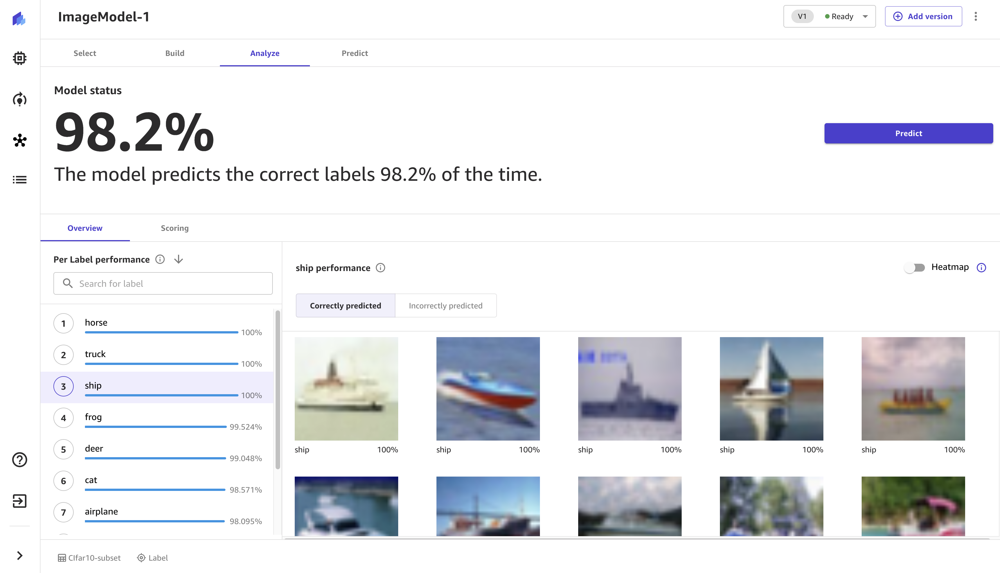 ImageModel-1
V1 Ready Add version
Select Build Analyze Predict
Model status
98.2%
The model predicts the correct labels 98.2% of the time.
Predict
Overview Scoring
Per Label performance
Search for label
1 horse 100%
2 truck 100%
3 ship 100%
4 frog 99.524%
5 deer 99.048%
6 cat 98.571%
7 airplane 98.095%
ship performance
Heatmap
Correctly predicted Incorrectly predicted
ship 100% ship 100% ship 100% ship 100% ship 100%
CIfar10-subset Label